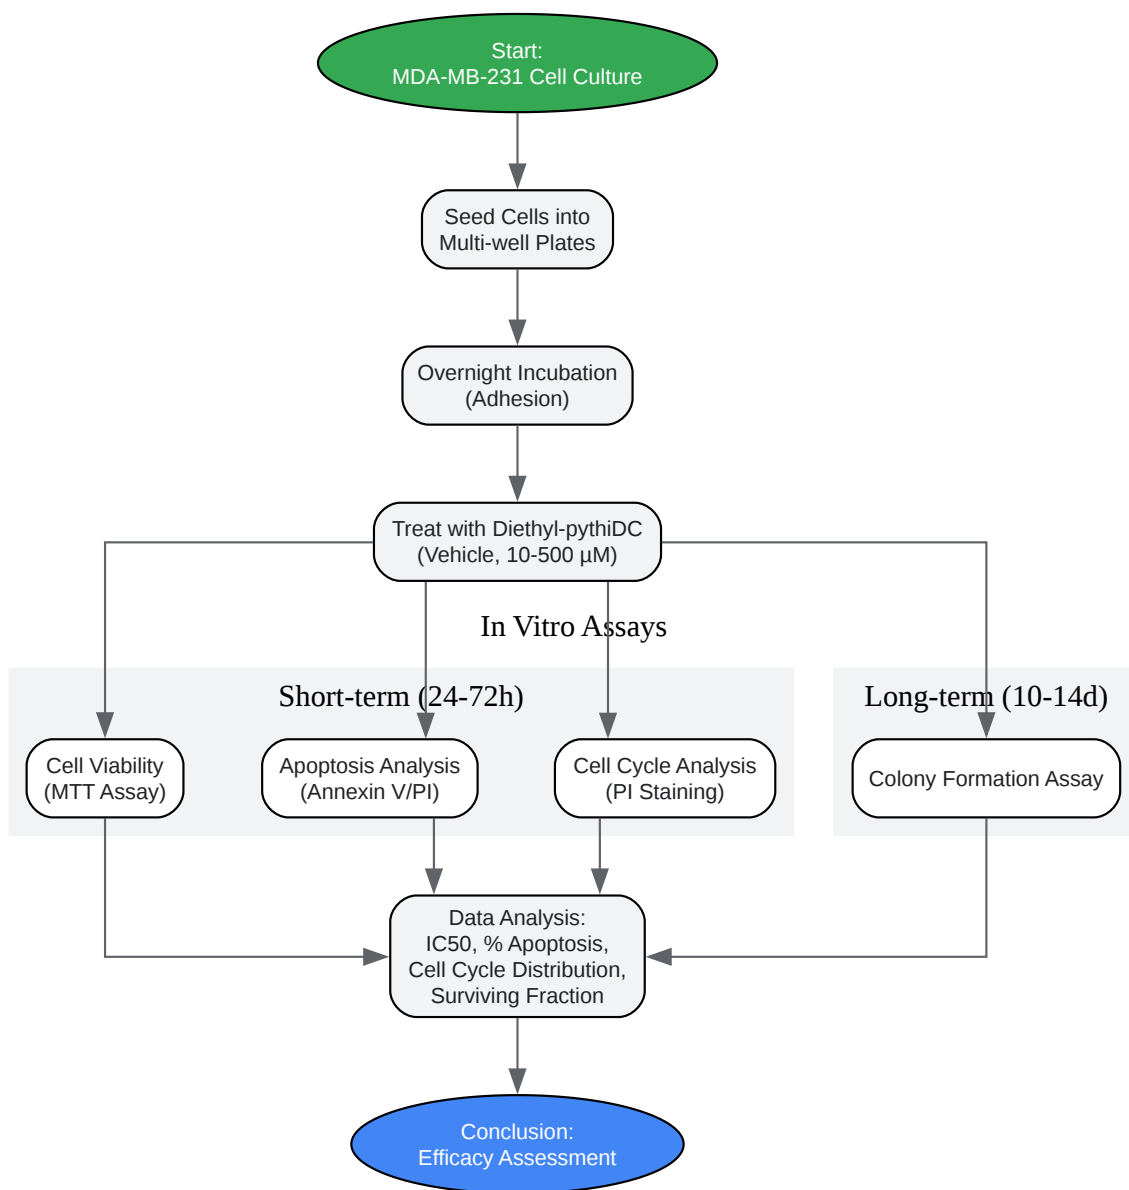 Start:
MDA-MB-231 Cell Culture
Seed Cells into
Multi-well Plates
Overnight Incubation
(Adhesion)
Treat with Diethyl-pythiDC
(Vehicle, 10-500 µM)
In Vitro Assays
Short-term (24-72h)
Long-term (10-14d)
Cell Viability
(MTT Assay)
Apoptosis Analysis
(Annexin V/PI)
Cell Cycle Analysis
(PI Staining)
Colony Formation Assay
Data Analysis:
IC50, % Apoptosis,
Cell Cycle Distribution,
Surviving Fraction
Conclusion:
Efficacy Assessment